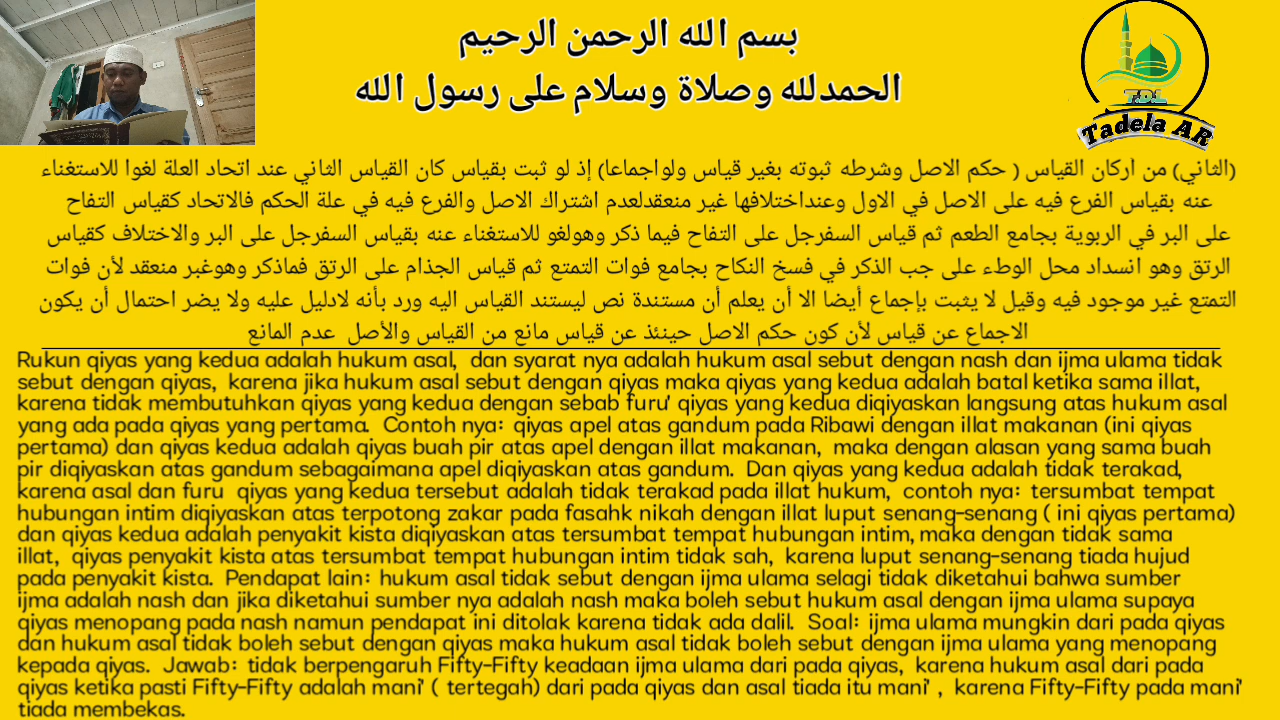 بسم الله الرحمن الرحيم
الحمدلله وصلاة وسلام على رسول الله
T.D.L
Tadela AR
(الثاني) من اركان القياس ( حكم الاصل وشرطه ثبوته بغير قياس ولواجماعا) إذ لو ثبت بقياس كان القياس الثاني عند اتحاد العلة لغوا للاستغناء
عنه بقياس الفرع فيه على الاصل في الاول وعنداختلافها غير منعقدلعدم اشتراك الاصل والفرع فيه في علة الحكم فالاتحاد كقياس التفاح
على البر في الربوية بجامع الطعم ثم قياس السفرجل على التفاح فيما ذكر وهولغو للاستغناء عنه بقياس السفرجل على البر والاختلاف كقياس
الرتق وهو انسداد محل الوطء على جب الذكر في فسخ النكاح بجامع فوات التمتع ثم قياس الجذام على الرتق فماذكر وهوغبر منعقد لأن فوات
التمتع غير موجود فيه وقيل لا يثبت بإجماع أيضا الا أن يعلم أن مستندة نص ليستند القياس اليه ورد بأنه لادليل عليه ولا يضر احتمال أن يكون
الاجماع عن قياس لأن كون حكم الاصل حينئذ عن قياس مانع من القياس والأصل عدم المانع
Rukun qiyas yang kedua adalah hukum asal, dan syarat nya adalah hukum asal sebut dengan nash dan ijma ulama tidak
sebut dengan qiyas, karena jika hukum asal sebut dengan qiyas maka qiyas yang kedua adalah batal ketika sama illat,
karena tidak membutuhkan qiyas yang kedua dengan sebab furu' qiyas yang kedua diqiyaskan langsung atas hukum asal
yang ada pada qiyas yang pertama. Contoh nya: qiyas apel atas gandum pada Ribawi dengan illat makanan (ini qiyas
pertama) dan qiyas kedua adalah qiyas buah pir atas apel dengan illat makanan, maka dengan alasan yang sama buah
pir diqiyaskan atas gandum sebagaimana apel diqiyaskan atas gandum. Dan qiyas yang kedua adalah tidak terakad,
karena asal dan furu qiyas yang kedua tersebut adalah tidak terakad pada illat hukum, contoh nya: tersumbat tempat
hubungan intim diqiyaskan atas terpotong zakar pada fasahk nikah dengan illat luput senang-senang ( ini qiyas pertama)
dan qiyas kedua adalah penyakit kista diqiyaskan atas tersumbat tempat hubungan intim, maka dengan tidak sama
illat, qiyas penyakit kista atas tersumbat tempat hubungan intim tidak sah, karena luput senang-senang tiada hujud
pada penyakit kista. Pendapat lain: hukum asal tidak sebut dengan ijma ulama selagi tidak diketahui bahwa sumber
ijma adalah nash dan jika diketahui sumber nya adalah nash maka boleh sebut hukum asal dengan ijma ulama supaya
qiyas menopang pada nash namun pendapat ini ditolak karena tidak ada dalil. Soal: ijma ulama mungkin dari pada qiyas
dan hukum asal tidak boleh sebut dengan qiyas maka hukum asal tidak boleh sebut dengan ijma ulama yang menopang
kepada qiyas. Jawab: tidak berpengaruh Fifty-Fifty keadaan ijma ulama dari pada qiyas, karena hukum asal dari pada
qiyas ketika pasti Fifty-Fifty adalah mani' ( tertegah) dari pada qiyas dan asal tiada itu mani' , karena Fifty-Fifty pada mani'
tiada membekas.